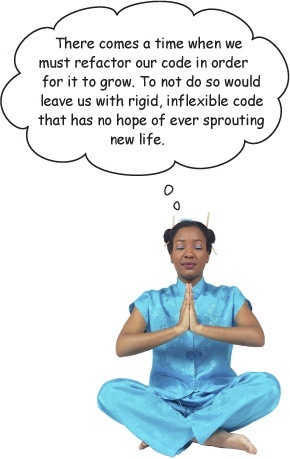 There comes a time when we
must refactor our code in order
for it to grow. To not do so would
leave us with rigid, inflexible code
that has no hope of ever sprouting
new life.